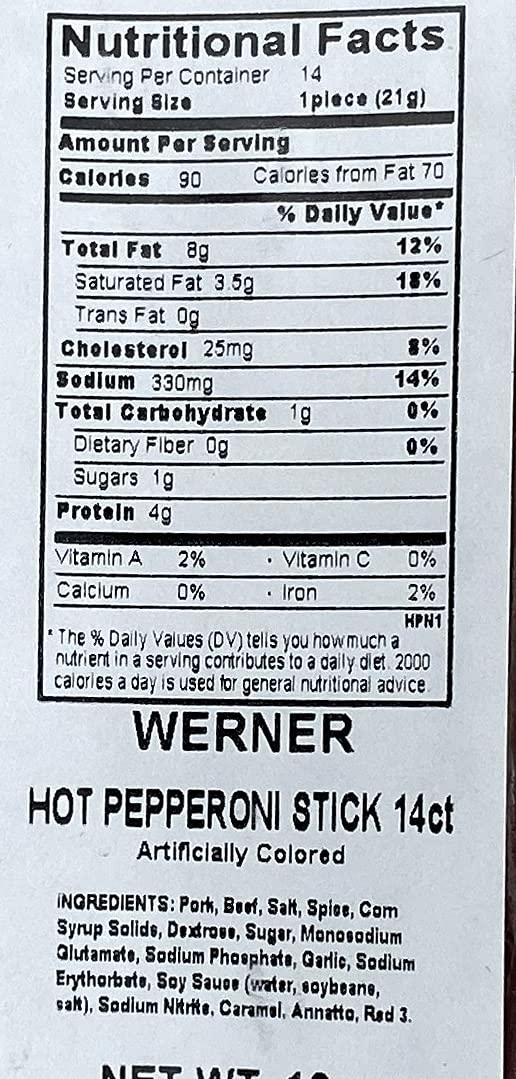 Nutritional Facts
Serving Per Container 14
Serving Size 1piece (21g)
Amount Per Serving
Calories 90 Calories from Fat 70
% Daily Value*
Total Fat 8g 12%
Saturated Fat 3.5g 18%
Trans Fat 0g
Cholesterol 25mg 8%
Sodium 330mg 14%
Total Carbohydrate 1g 0%
Dietary Fiber 0g 0%
Sugars 1g
Protein 4g
Vitamin A 2% · Vitamin C 0%
Calcium 0% · Iron 2%
HPN1
* The % Daily Values (DV) tells you how much a
nutrient in a serving contributes to a daily diet. 2000
calories a day is used for general nutritional advice.
WERNER
HOT PEPPERONI STICK 14ct
Artificially Colored
INGREDIENTS: Pork, Beef, Salt, Spice, Corn
Syrup Solids, Dextrose, Sugar, Monosodium
Glutamate, Sodium Phosphate, Garlic, Sodium
Erythorbate, Soy Sauce (water, soybeans,
salt), Sodium Nitrite, Caramel, Annatto, Red 3.
NET WT.